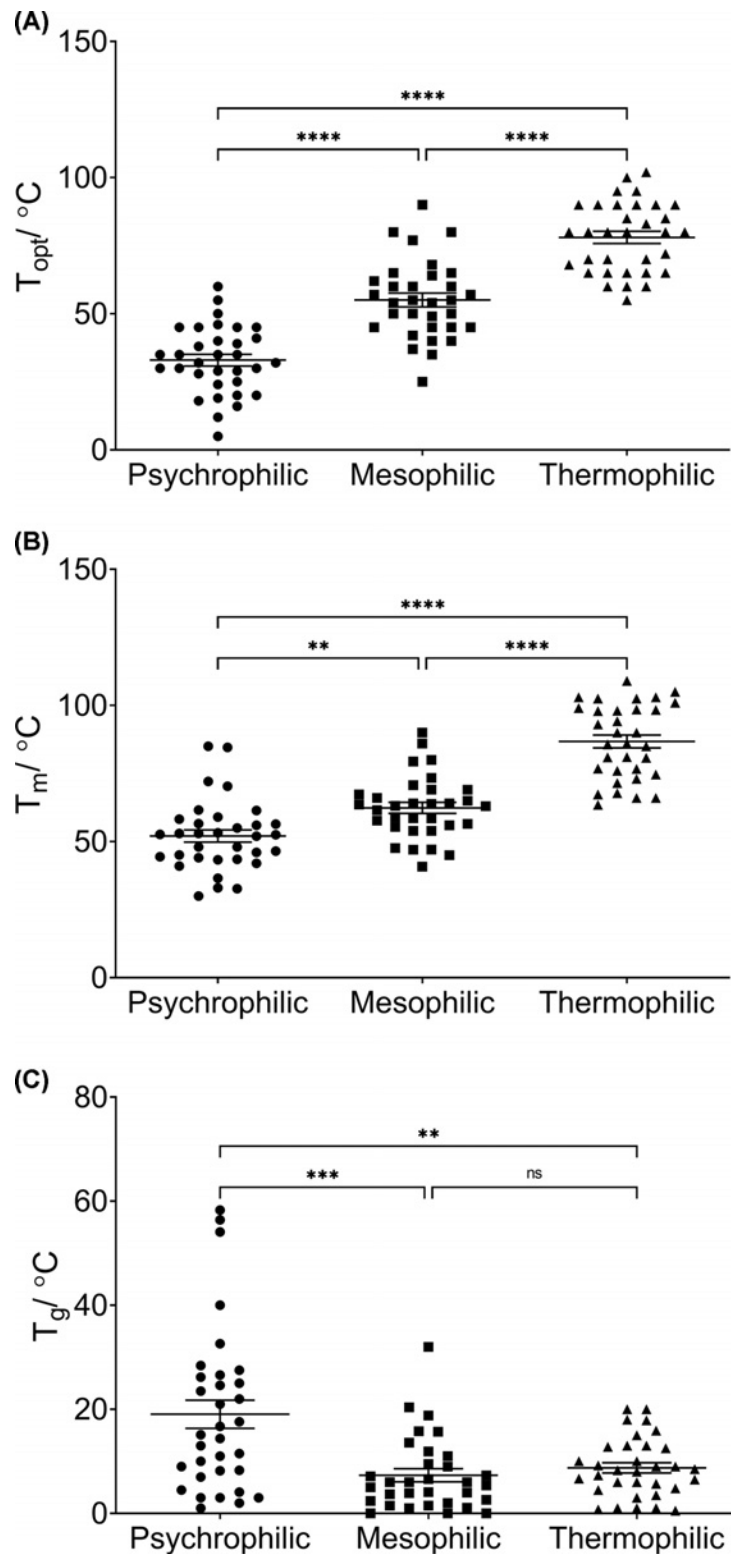 (A)
150
****
****
****
100
T_opt/ °C
50
0
Psychrophilic Mesophilic Thermophilic
(B)
150
****
**
****
100
T_m/ °C
50
0
Psychrophilic Mesophilic Thermophilic
(C)
80
**
***
ns
60
T_g/ °C
40
20
0
Psychrophilic Mesophilic Thermophilic